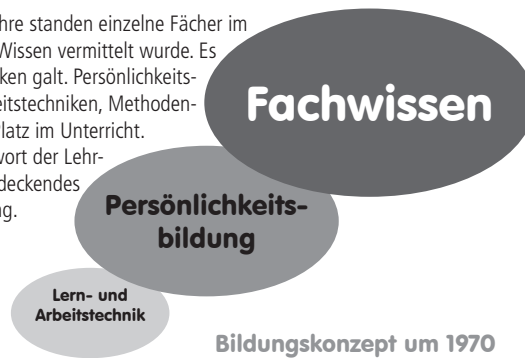 hre standen einzelne Fächer im
Wissen vermittelt wurde. Es
ken galt. Persönlichkeits-
eitstechniken, Methoden-
latz im Unterricht.
wort der Lehr-
deckendes
g.
Fachwissen
Persönlichkeits-
bildung
Lern- und
Arbeitstechnik
Bildungskonzept um 1970